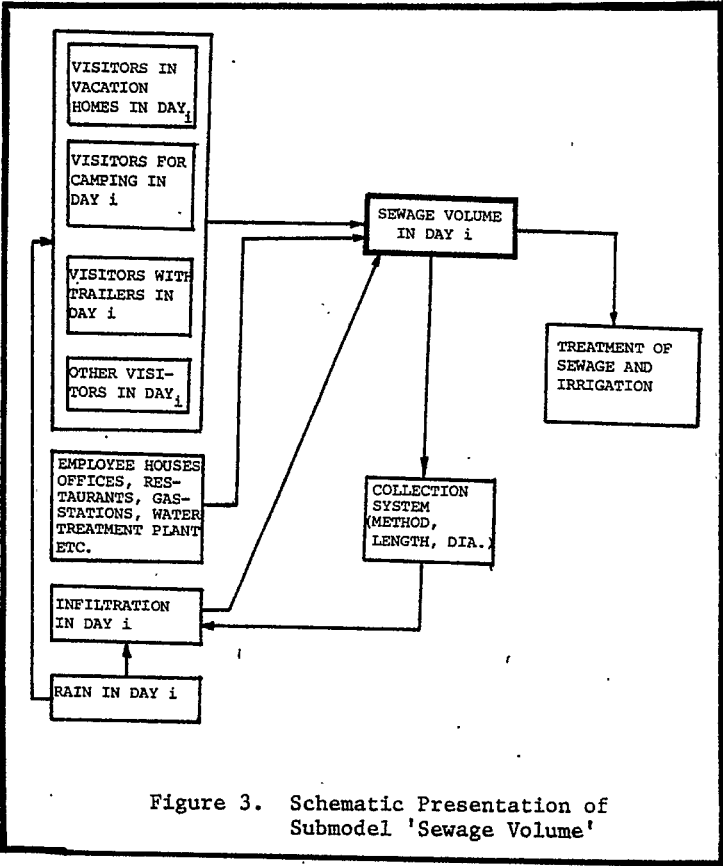 VISITORS IN
VACATION
HOMES IN DAYi
VISITORS FOR
CAMPING IN
DAY i
VISITORS WITH
TRAILERS IN
DAY i
OTHER VISI-
TORS IN DAYi
EMPLOYEE HOUSES
OFFICES, RES-
TAURANTS, GAS-
STATIONS, WATER
TREATMENT PLANT
ETC.
INFILTRATION
IN DAY i
RAIN IN DAY i
SEWAGE VOLUME
IN DAY i
COLLECTION
SYSTEM
(METHOD,
LENGTH, DIA.)
TREATMENT OF
SEWAGE AND
IRRIGATION
Figure 3. Schematic Presentation of
Submodel 'Sewage Volume'